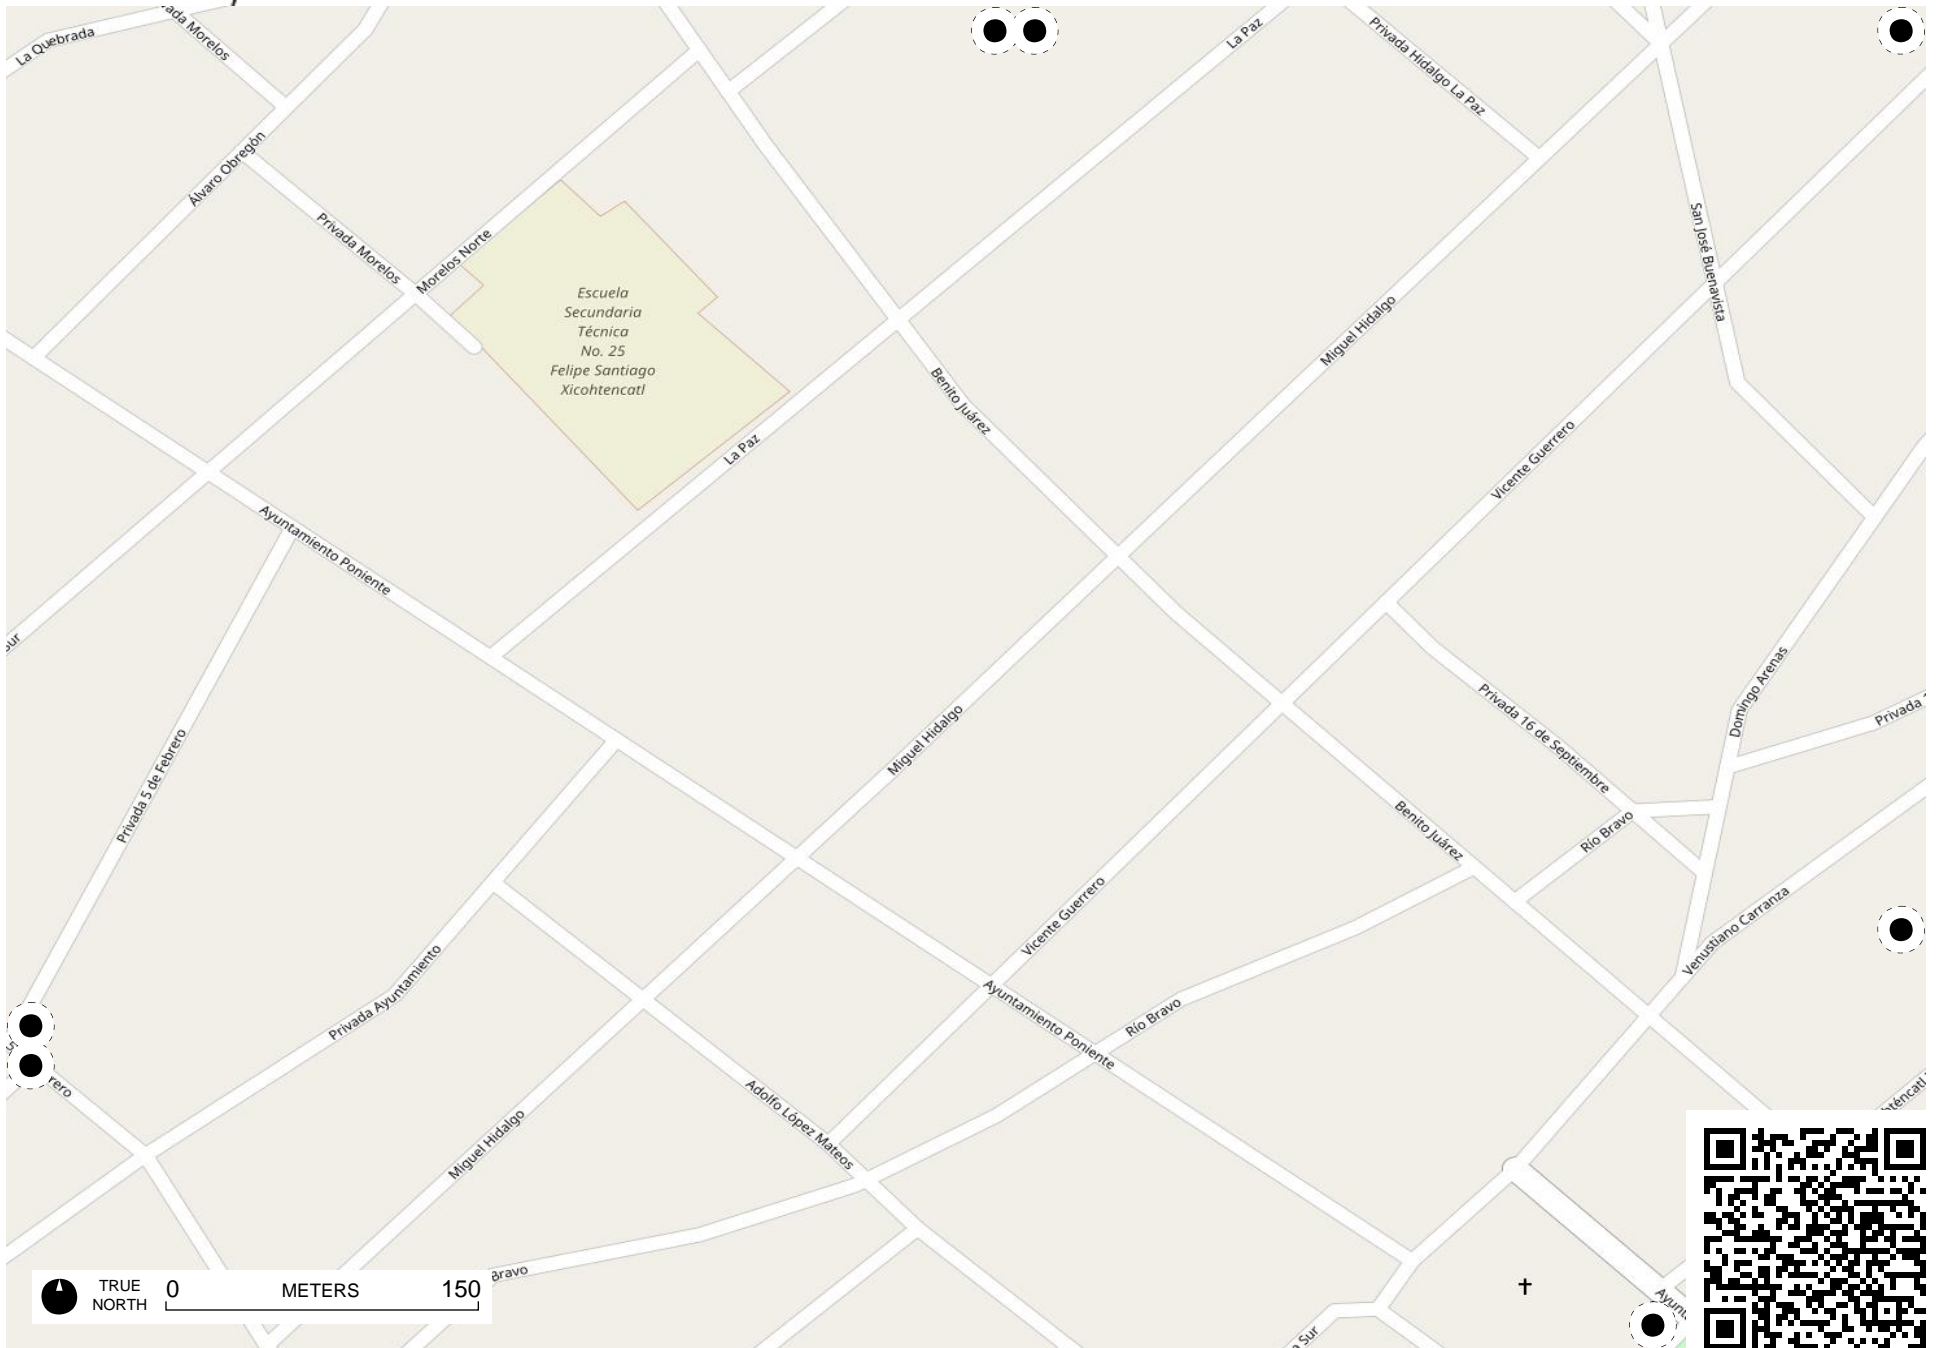 La Quebrada
Morelos
La Paz
Privada Hidalgo La Paz
Álvaro Obregón
Privada Morelos
Morelos Norte
San José Buenavista
Escuela
Secundaria
Técnica
No. 25
Felipe Santiago
Xicohtencatl
Miguel Hidalgo
Benito Juárez
La Paz
Vicente Guerrero
Ayuntamiento Poniente
Domingo Arenas
Privada 16 de Septiembre
Privada
Miguel Hidalgo
Privada 5 de Febrero
Benito Juárez
Río Bravo
Vicente Guerrero
Venustiano Carranza
Privada Ayuntamiento
Ayuntamiento Poniente
Río Bravo
Adolfo López Mateos
Miguel Hidalgo
Bravo
TRUE
NORTH
0 METERS 150
Sur